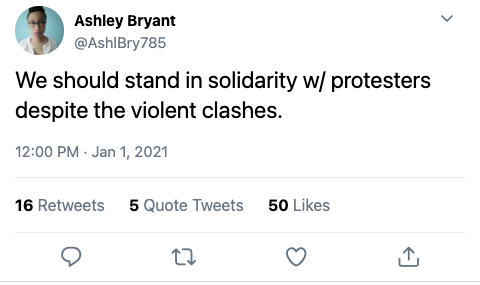 Ashley Bryant
@AshlBry785
We should stand in solidarity w/ protesters
despite the violent clashes.
12:00 PM · Jan 1, 2021
16 Retweets 5 Quote Tweets 50 Likes